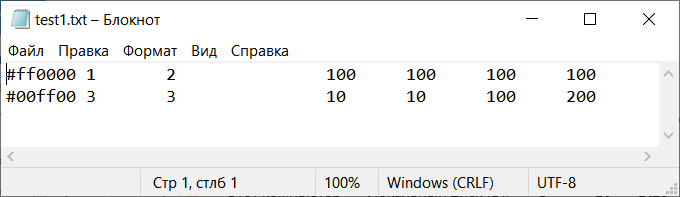 test1.txt – Блокнот
Файл Правка Формат Вид Справка
#ff0000 1 2 100 100 100 100
#00ff00 3 3 10 10 100 200
Стр 1, стлб 1 100% Windows (CRLF) UTF-8